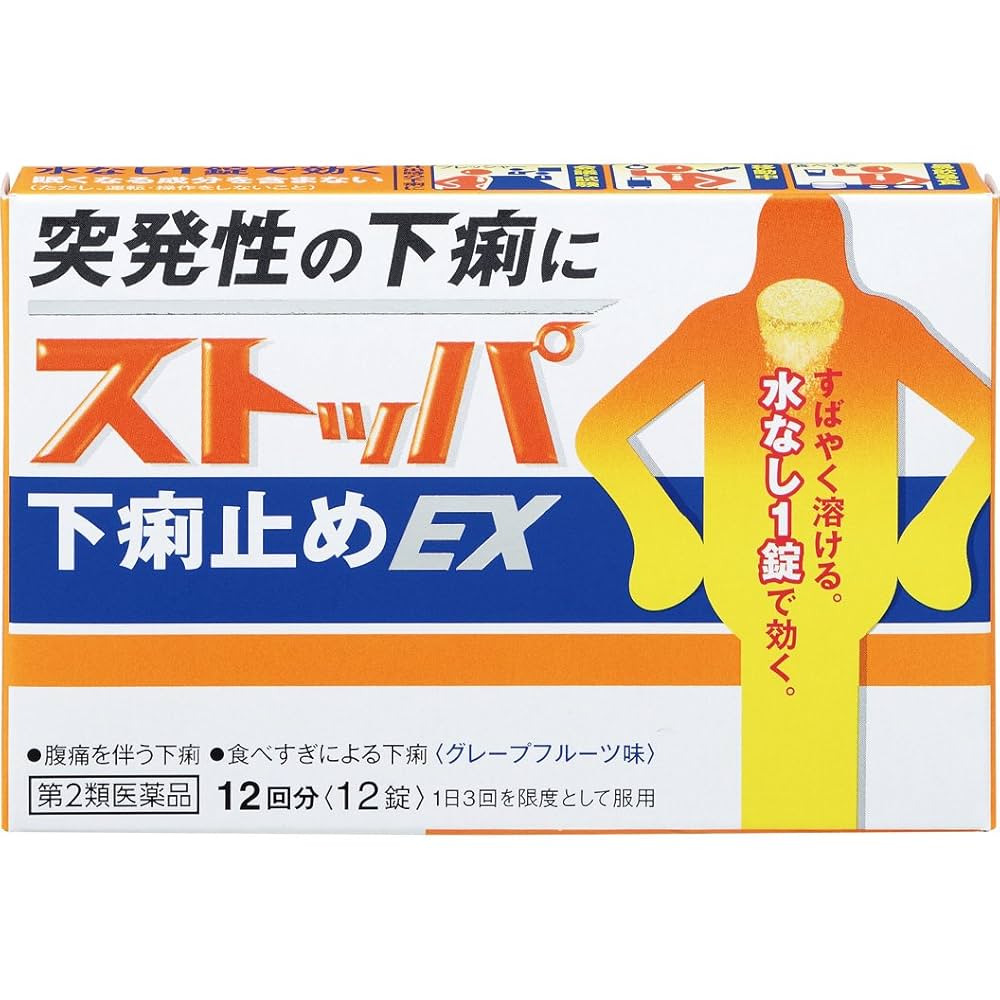 水なし1錠で効く
眠くなる成分を含まない
(ただし、運転・操作をしないこと)
食べすぎ
突発性の下痢に
ストッパ
下痢止めEX
すばやく溶ける。
水なし1錠で効く。
●腹痛を伴う下痢 ●食べすぎによる下痢〈グレープフルーツ味〉
第2類医薬品 12回分〈12錠〉1日3回を限度として服用